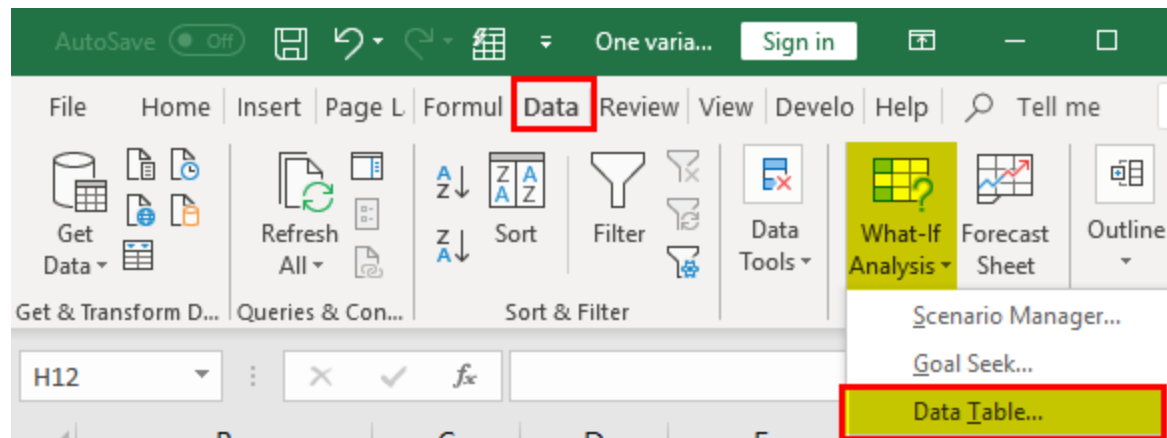 AutoSave Off One varia... Sign in
File Home Insert Page L Formul Data Review View Develo Help Tell me
Get Data
Refresh All
Sort
Filter
Data Tools
What-If Analysis
Forecast Sheet
Outline
Get & Transform D... Queries & Con... Sort & Filter
Scenario Manager...
Goal Seek...
Data Table...
H12 fx